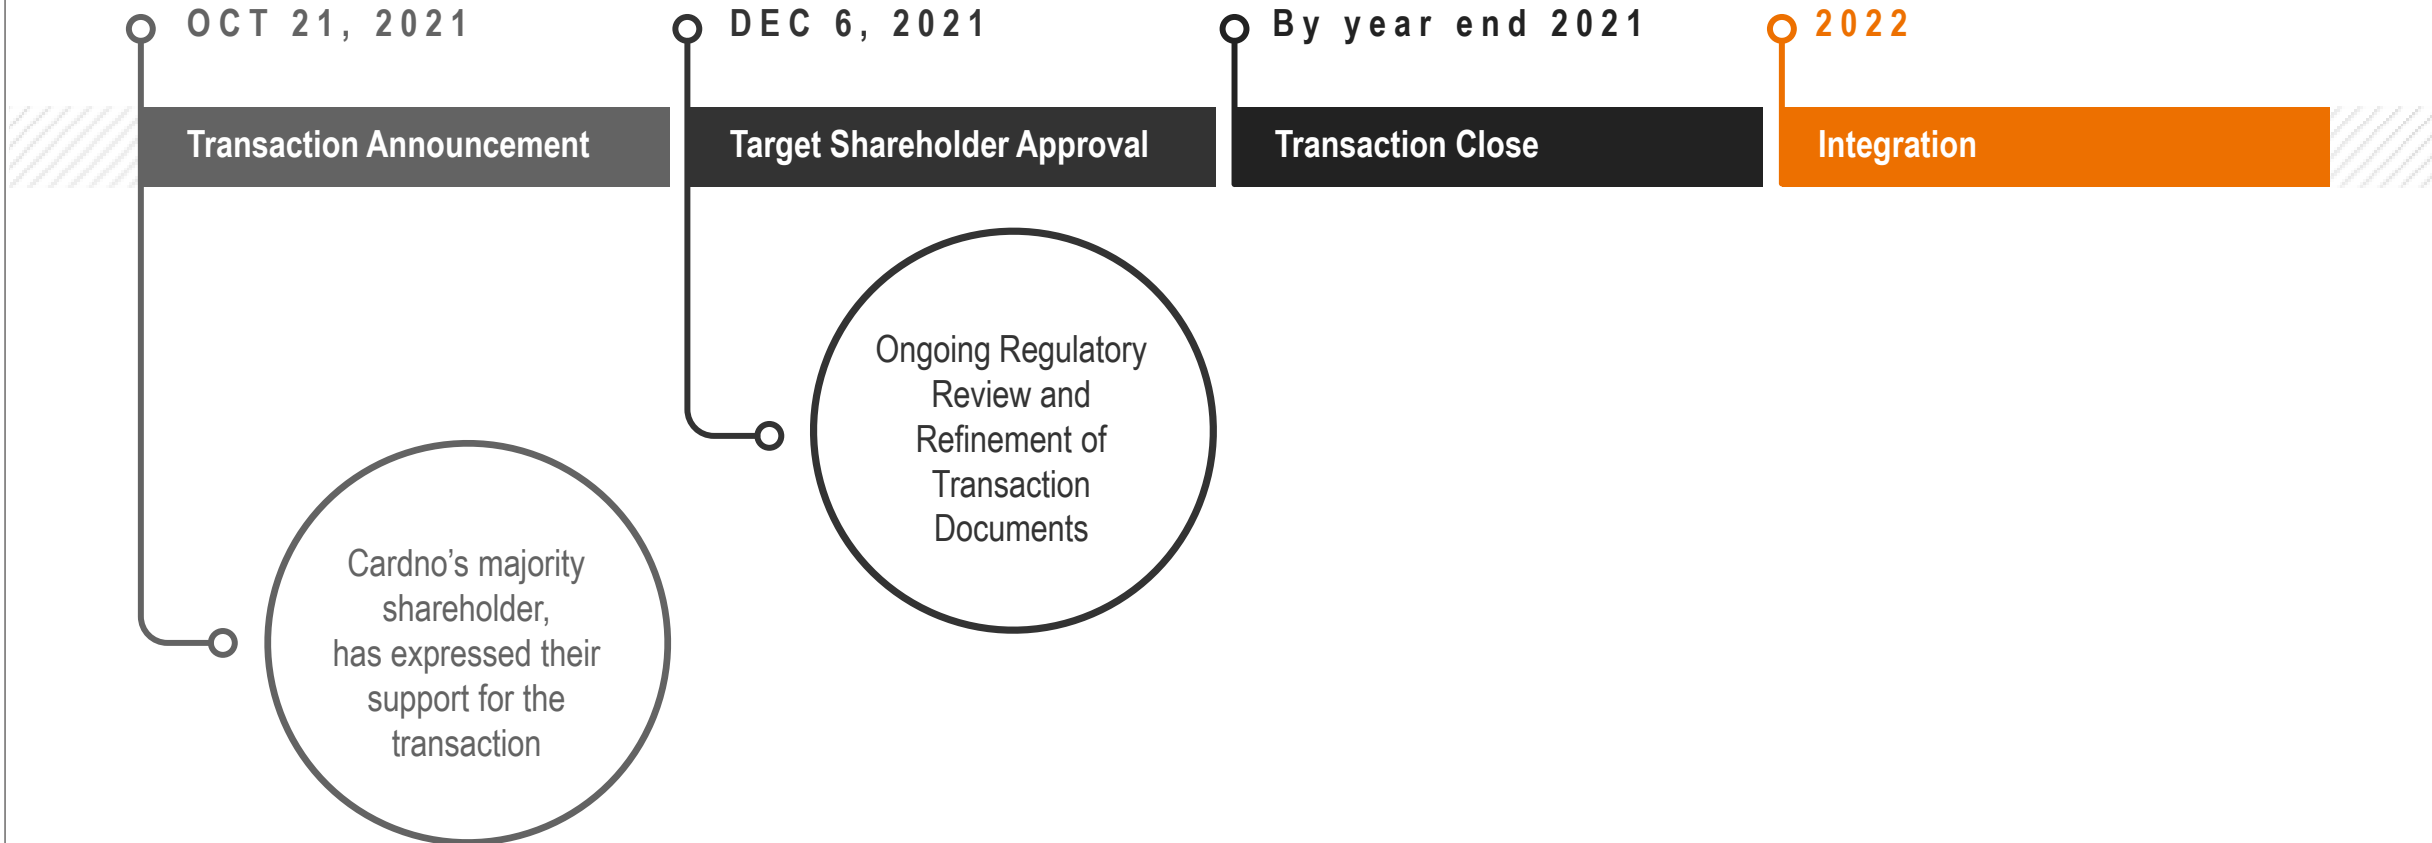 OCT 21, 2021
DEC 6, 2021
By year end 2021
2022
Transaction Announcement
Target Shareholder Approval
Transaction Close
Integration
Ongoing Regulatory
Review and
Refinement of
Transaction
Documents
Cardno’s majority
shareholder,
has expressed their
support for the
transaction